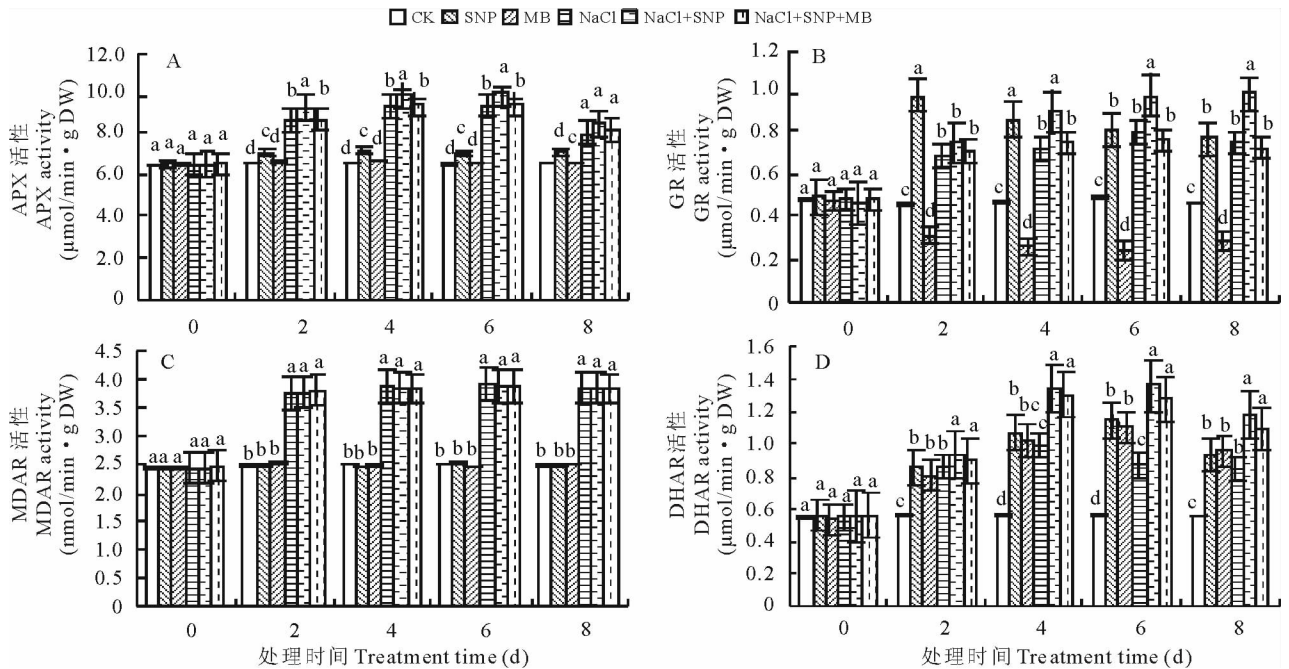 CK SNP MB NaCl NaCl+SNP NaCl+SNP+MB
A
APX 活性
APX activity
(μmol/min·g DW)
12.0
10.0
8.0
6.0
4.0
2.0
0
a a a a a a
d c d b a b
d c d b a b
d c d b a b
d c d a a a
0 2 4 6 8
B
GR 活性
GR activity
(μmol/min·g DW)
1.2
1.0
0.8
0.6
0.4
0.2
0
a a a a a a
c a d b b b
c a d b a b
c b d b a b
c b d b a b
0 2 4 6 8
C
MDAR 活性
MDAR activity
(nmol/min·g DW)
4.5
4.0
3.5
3.0
2.5
2.0
1.5
1.0
0.5
0
a a a a a a
b b b a a a
b b b a a a
b b b a a a
b b b a a a
0 2 4 6 8
处理时间 Treatment time (d)
D
DHAR活性
DHAR activity
(μmol/min·g DW)
1.6
1.4
1.2
1.0
0.8
0.6
0.4
0.2
0
a a a a a a
c a b b a a
d b bc c a a
d b b c a a
c b b b a a
0 2 4 6 8
处理时间 Treatment time (d)